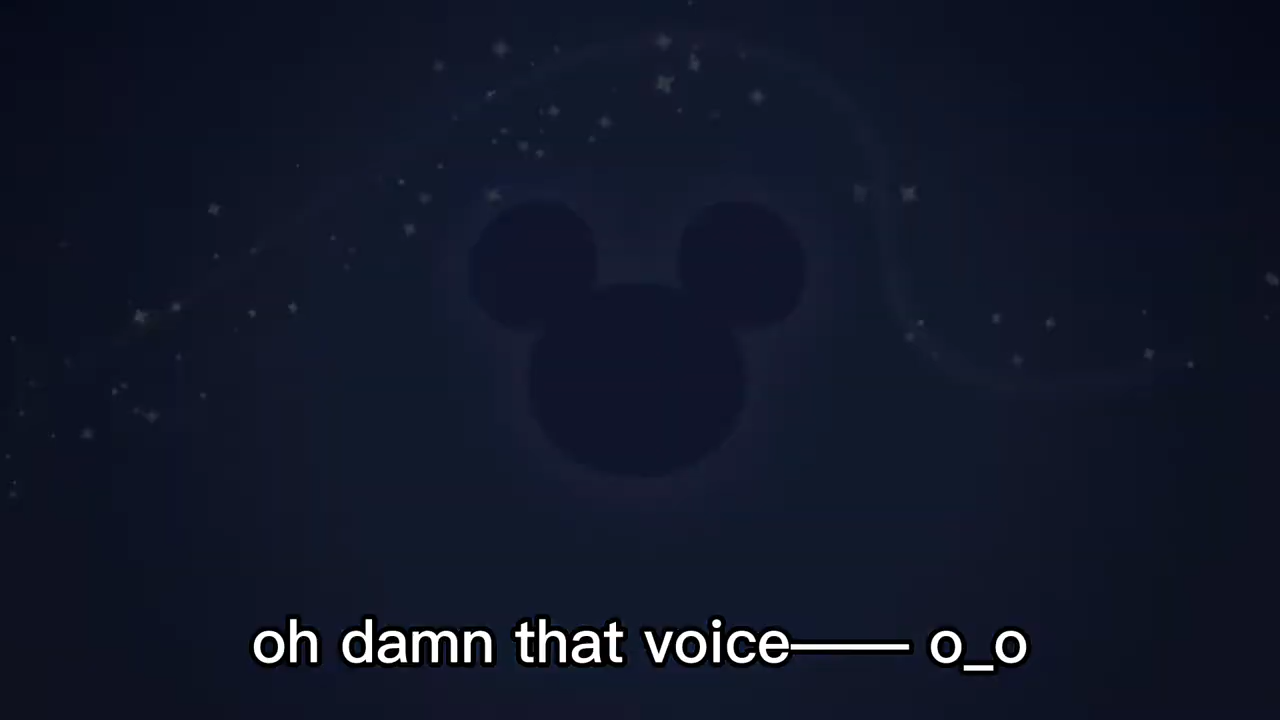 oh damn that voice—— o_o